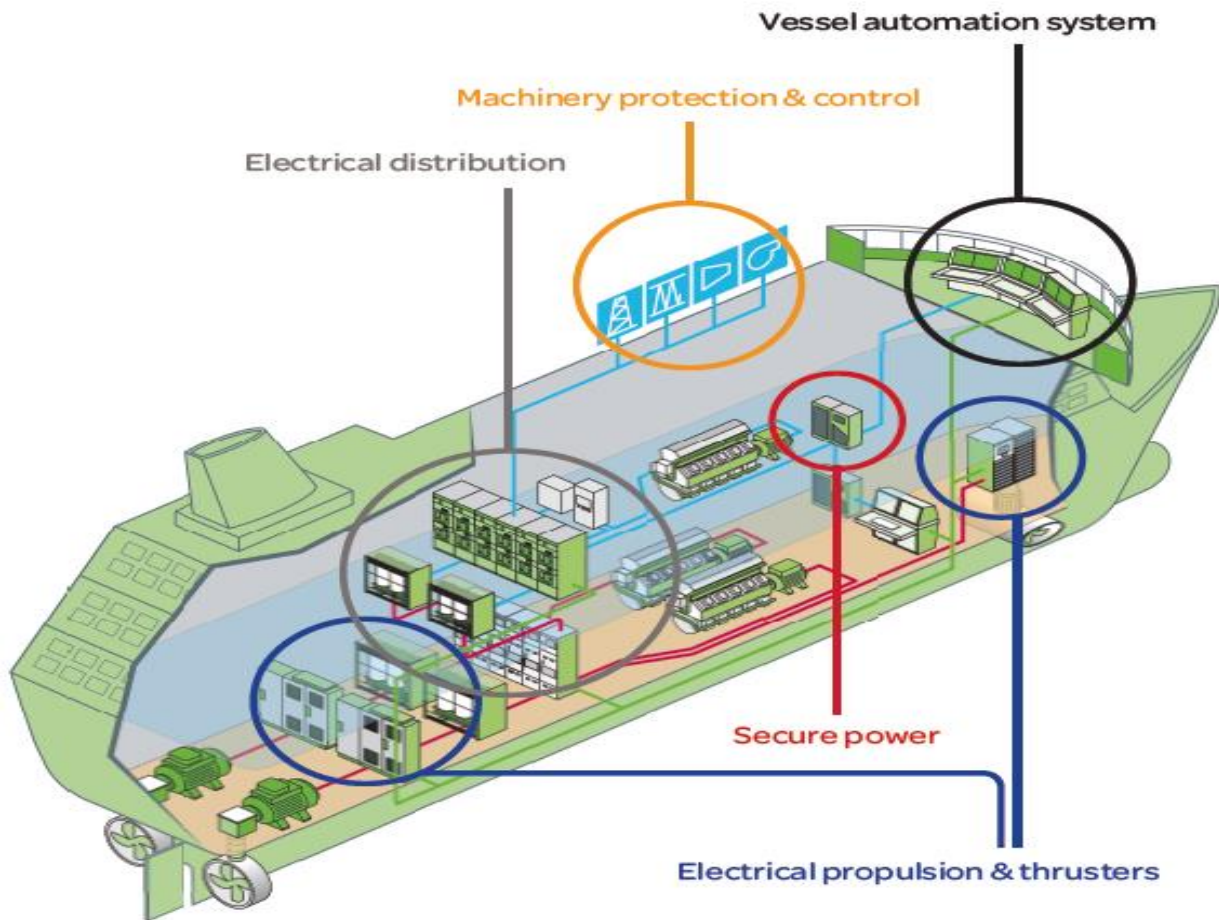 Vessel automation system
Machinery protection & control
Electrical distribution
Secure power
Electrical propulsion & thrusters